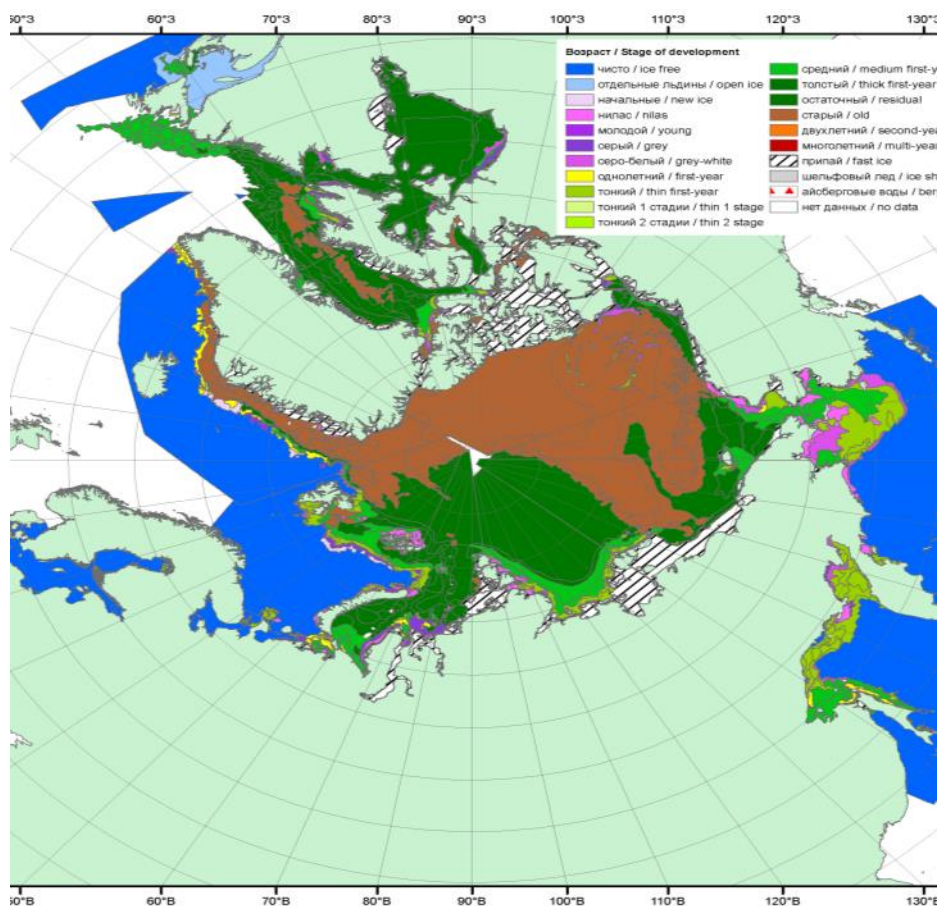 60°З 60°З 70°З 80°З 90°З 100°З 110°З 120°З 130°З
Возраст / Stage of development
чисто / ice free
отдельные льдины / open ice
начальные / new ice
нилас / nilas
молодой / young
серый / grey
серо-белый / grey-white
однолетний / first-year
тонкий / thin first-year
тонкий 1 стадии / thin 1 stage
тонкий 2 стадии / thin 2 stage
средний / medium first-y
толстый / thick first-year
остаточный / residual
старый / old
двухлетний / second-yea
многолетний / multi-year
припай / fast ice
шельфовый лед / ice sh
айсберговые воды / ber
нет данных / no data
50°В 60°В 70°В 80°В 90°В 100°В 110°В 120°В 130°В